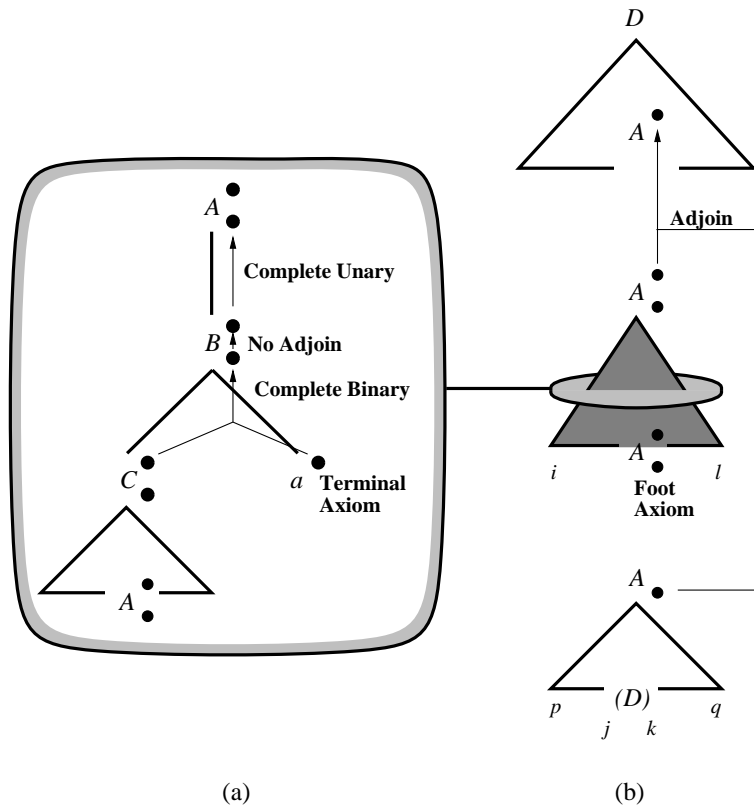 A
Complete Unary
B
No Adjoin
Complete Binary
C
a
Terminal
Axiom
A
(a)
D
A
Adjoin
A
A
i
l
Foot
Axiom
A
(D)
p
q
j k
(b)